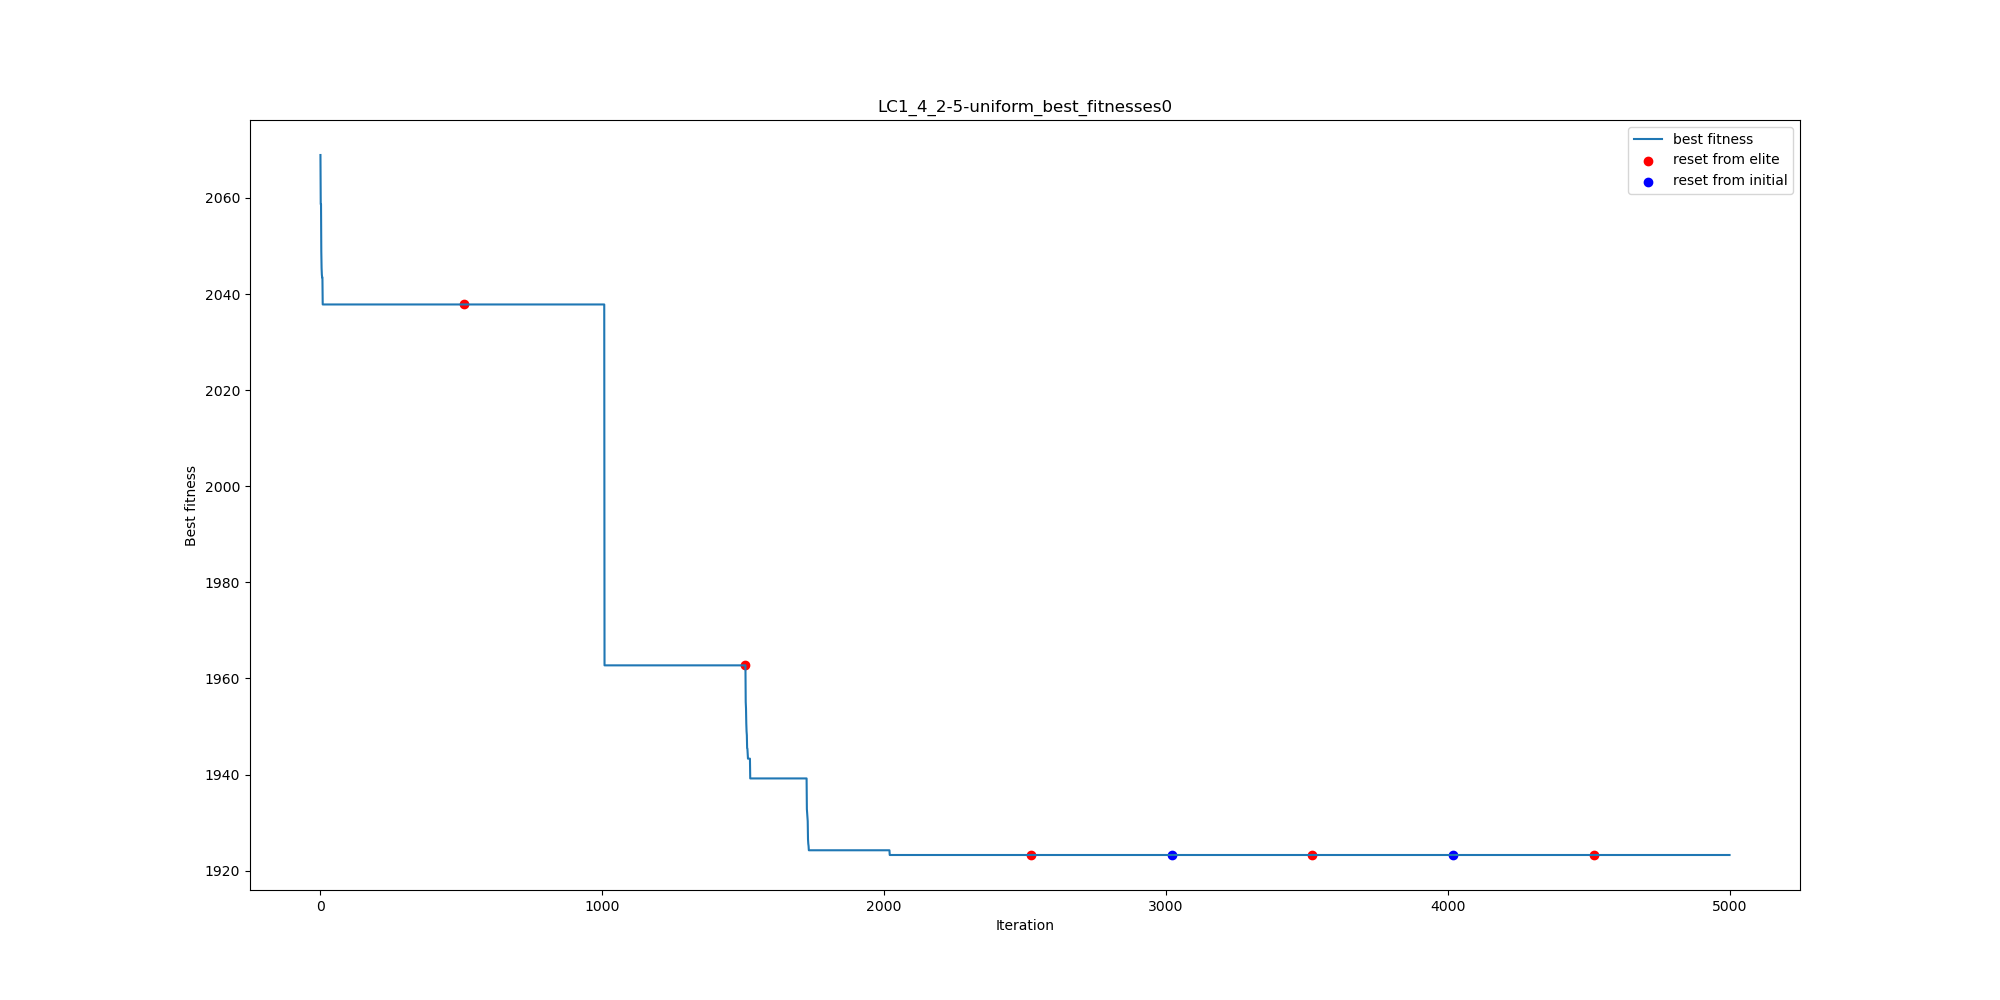 LC1_4_2-5-uniform_best_fitnesses0
best fitness
reset from elite
reset from initial
Best fitness
2060
2040
2020
2000
1980
1960
1940
1920
0
1000
2000
3000
4000
5000
Iteration